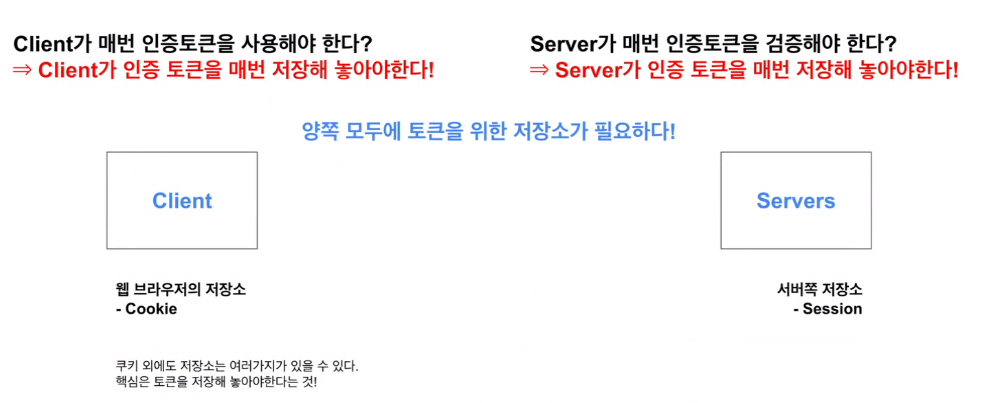 Client가 매번 인증토큰을 사용해야 한다?
⇒ Client가 인증 토큰을 매번 저장해 놓아야한다!
Server가 매번 인증토큰을 검증해야 한다?
⇒ Server가 인증 토큰을 매번 저장해 놓아야한다!
양쪽 모두에 토큰을 위한 저장소가 필요하다!
Client
Servers
웹 브라우저의 저장소
- Cookie
서버쪽 저장소
- Session
쿠키 외에도 저장소는 여러가지가 있을 수 있다.
핵심은 토큰을 저장해 놓아야한다는 것!